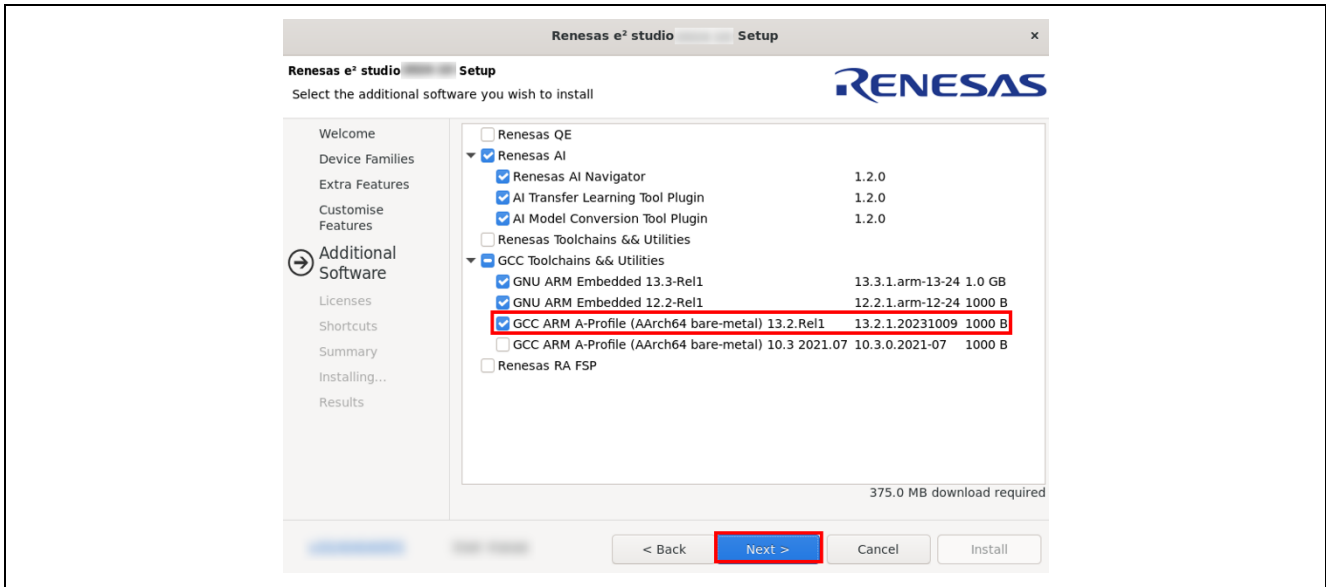 Renesas e² studio Setup ×
Renesas e² studio Setup
Select the additional software you wish to install
RENESAS
Welcome
Device Families
Extra Features
Customise
Features
Additional
Software
Licenses
Shortcuts
Summary
Installing...
Results
Renesas QE
Renesas AI
Renesas AI Navigator 1.2.0
AI Transfer Learning Tool Plugin 1.2.0
AI Model Conversion Tool Plugin 1.2.0
Renesas Toolchains && Utilities
GCC Toolchains && Utilities
GNU ARM Embedded 13.3-Rel1 13.3.1.arm-13-24 1.0 GB
GNU ARM Embedded 12.2-Rel1 12.2.1.arm-12-24 1000 B
GCC ARM A-Profile (AArch64 bare-metal) 13.2.Rel1 13.2.1.20231009 1000 B
GCC ARM A-Profile (AArch64 bare-metal) 10.3 2021.07 10.3.0.2021-07 1000 B
Renesas RA FSP
375.0 MB download required
< Back Next > Cancel Install